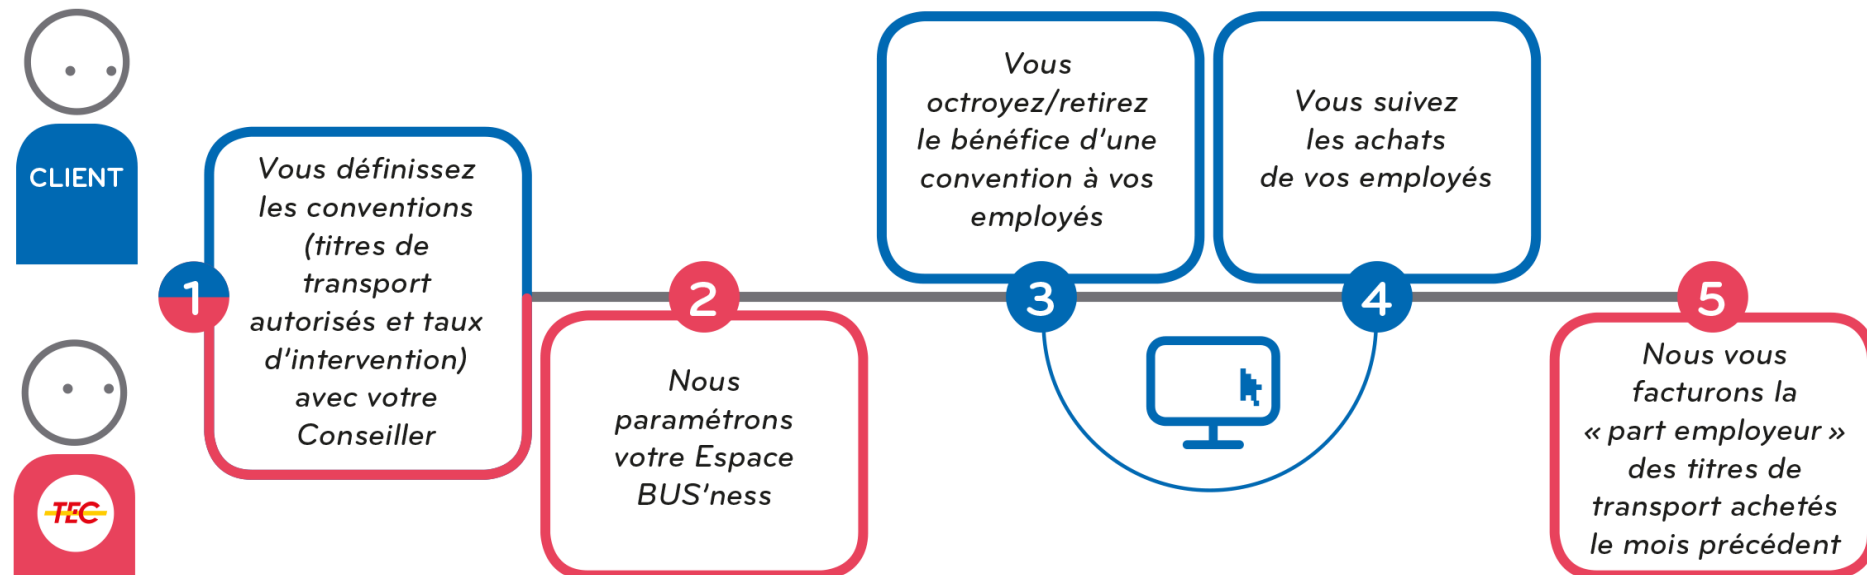 CLIENT
TEC
1
Vous définissez
les conventions
(titres de
transport
autorisés et taux
d'intervention)
avec votre
Conseiller
2
Nous
paramétrons
votre Espace
BUS'ness
3
Vous
octroyez/retirez
le bénéfice d'une
convention à vos
employés
4
Vous suivez
les achats
de vos employés
5
Nous vous
facturons la
« part employeur »
des titres de
transport achetés
le mois précédent